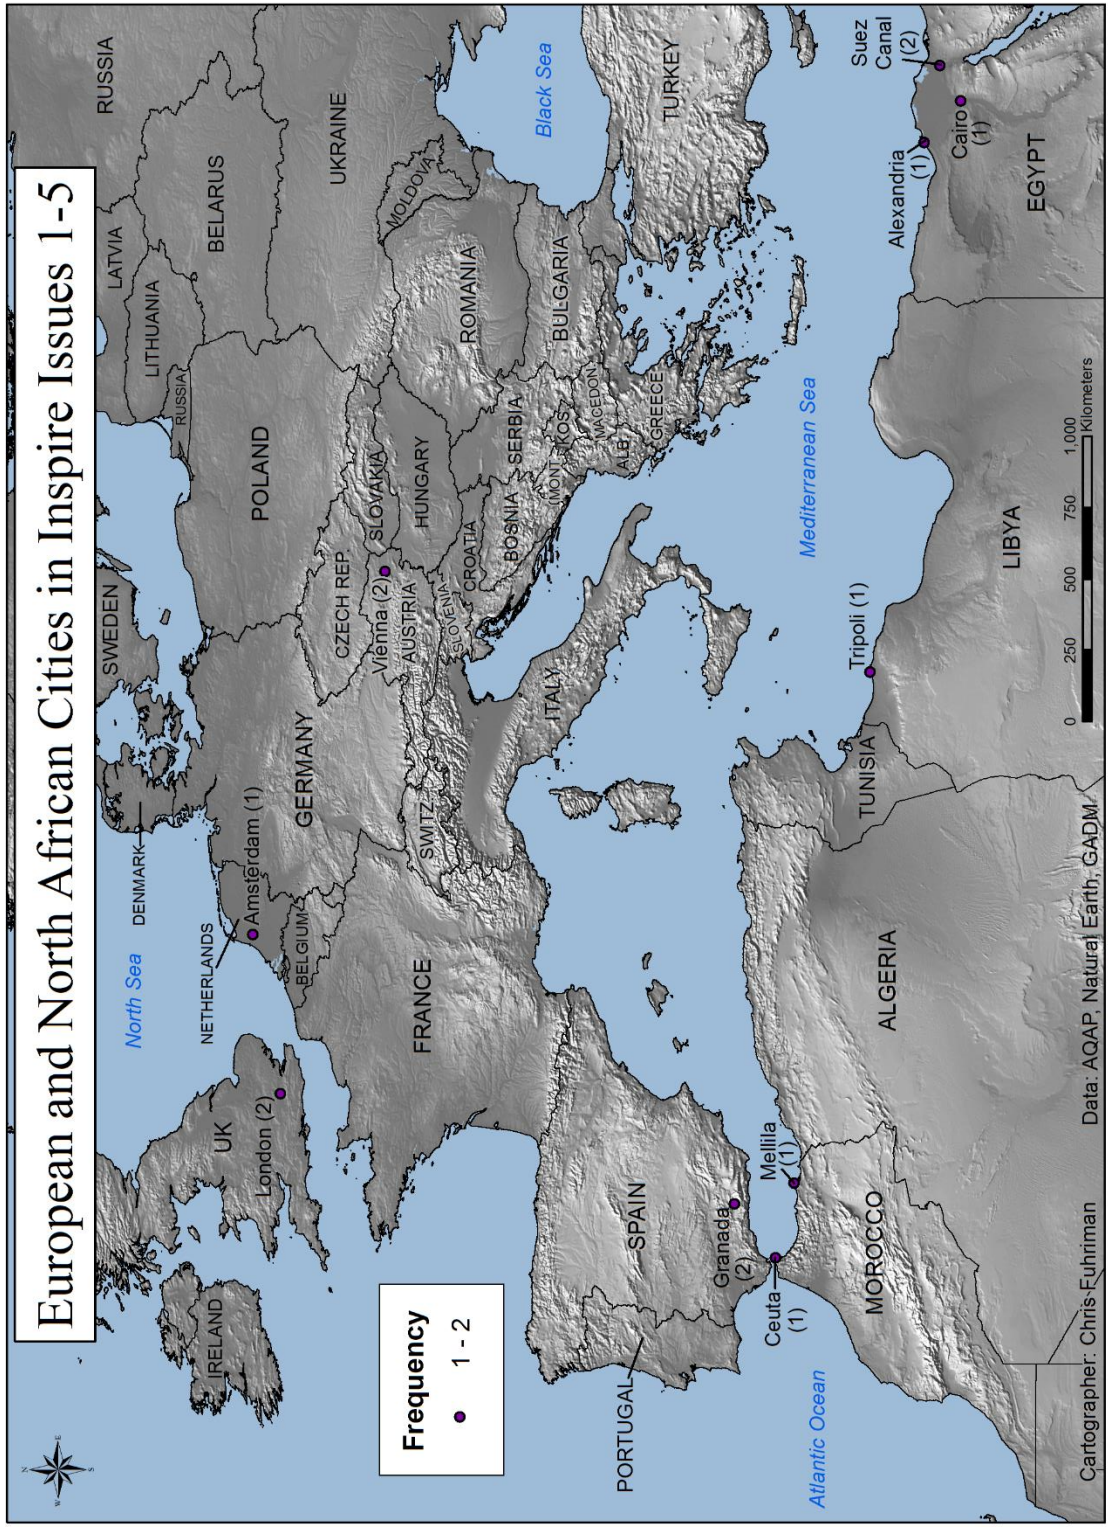 European and North African Cities in Inspire Issues 1-5
SWEDEN
LATVIA
RUSSIA
DENMARK
LITHUANIA
North Sea
RUSSIA
BELARUS
NETHERLANDS
IRELAND
UK
London (2)
Amsterdam (1)
POLAND
BELGIUM
GERMANY
UKRAINE
CZECH REP.
SLOVAKIA
Vienna (2)
AUSTRIA
MOLDOVA
FRANCE
SWITZ.
HUNGARY
SLOVENIA
CROATIA
ROMANIA
BOSNIA
SERBIA
Black Sea
MONT.
KOS.
BULGARIA
ITALY
MACEDON.
ALB.
GREECE
TURKEY
Frequency
1 - 2
PORTUGAL
SPAIN
Granada
(2)
Mellila
(1)
Ceuta
(1)
Atlantic Ocean
Mediterranean Sea
MOROCCO
ALGERIA
TUNISIA
Tripoli (1)
LIBYA
Alexandria
(1)
Suez
Canal
(2)
Cairo
(1)
EGYPT
0 250 500 750 1,000
Kilometers
Cartographer: Chris Fuhriman
Data: AQAP, Natural Earth, GADM
N
W
E
S